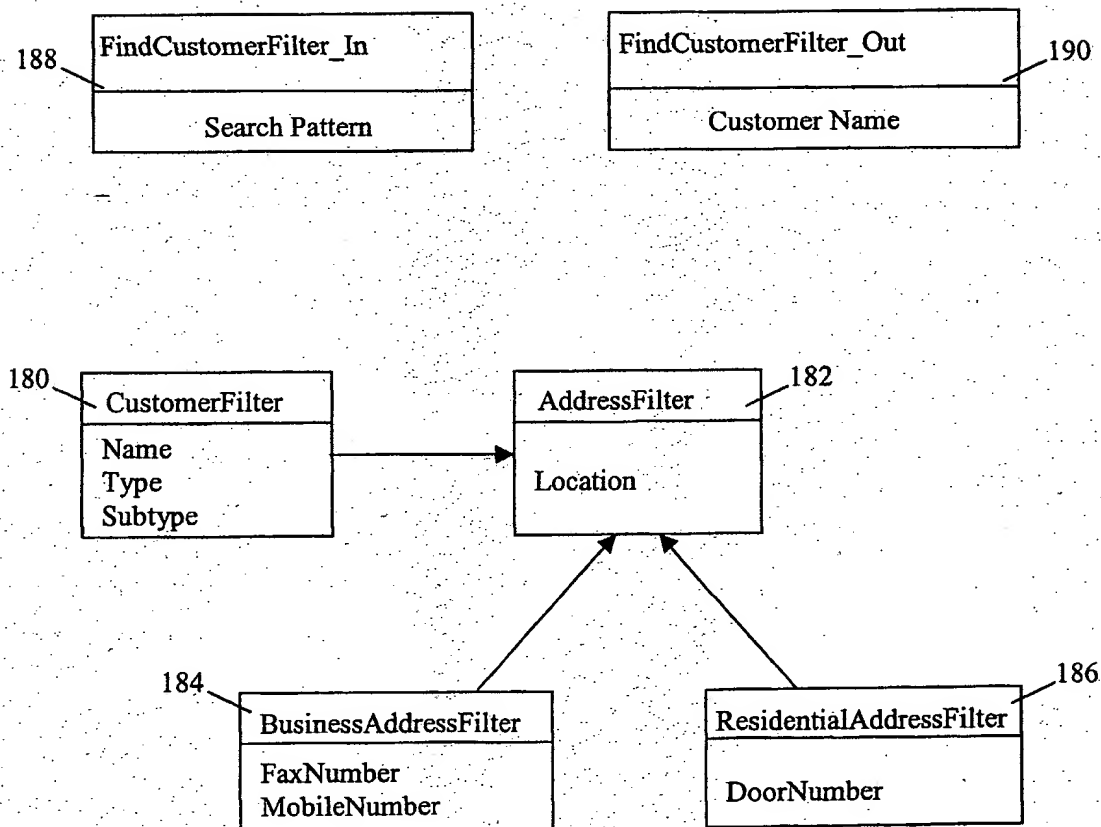 188
FindCustomerFilter_In
Search Pattern
FindCustomerFilter_Out
190
Customer Name
180
CustomerFilter
Name
Type
Subtype
182
AddressFilter
Location
184
BusinessAddressFilter
FaxNumber
MobileNumber
186
ResidentialAddressFilter
DoorNumber